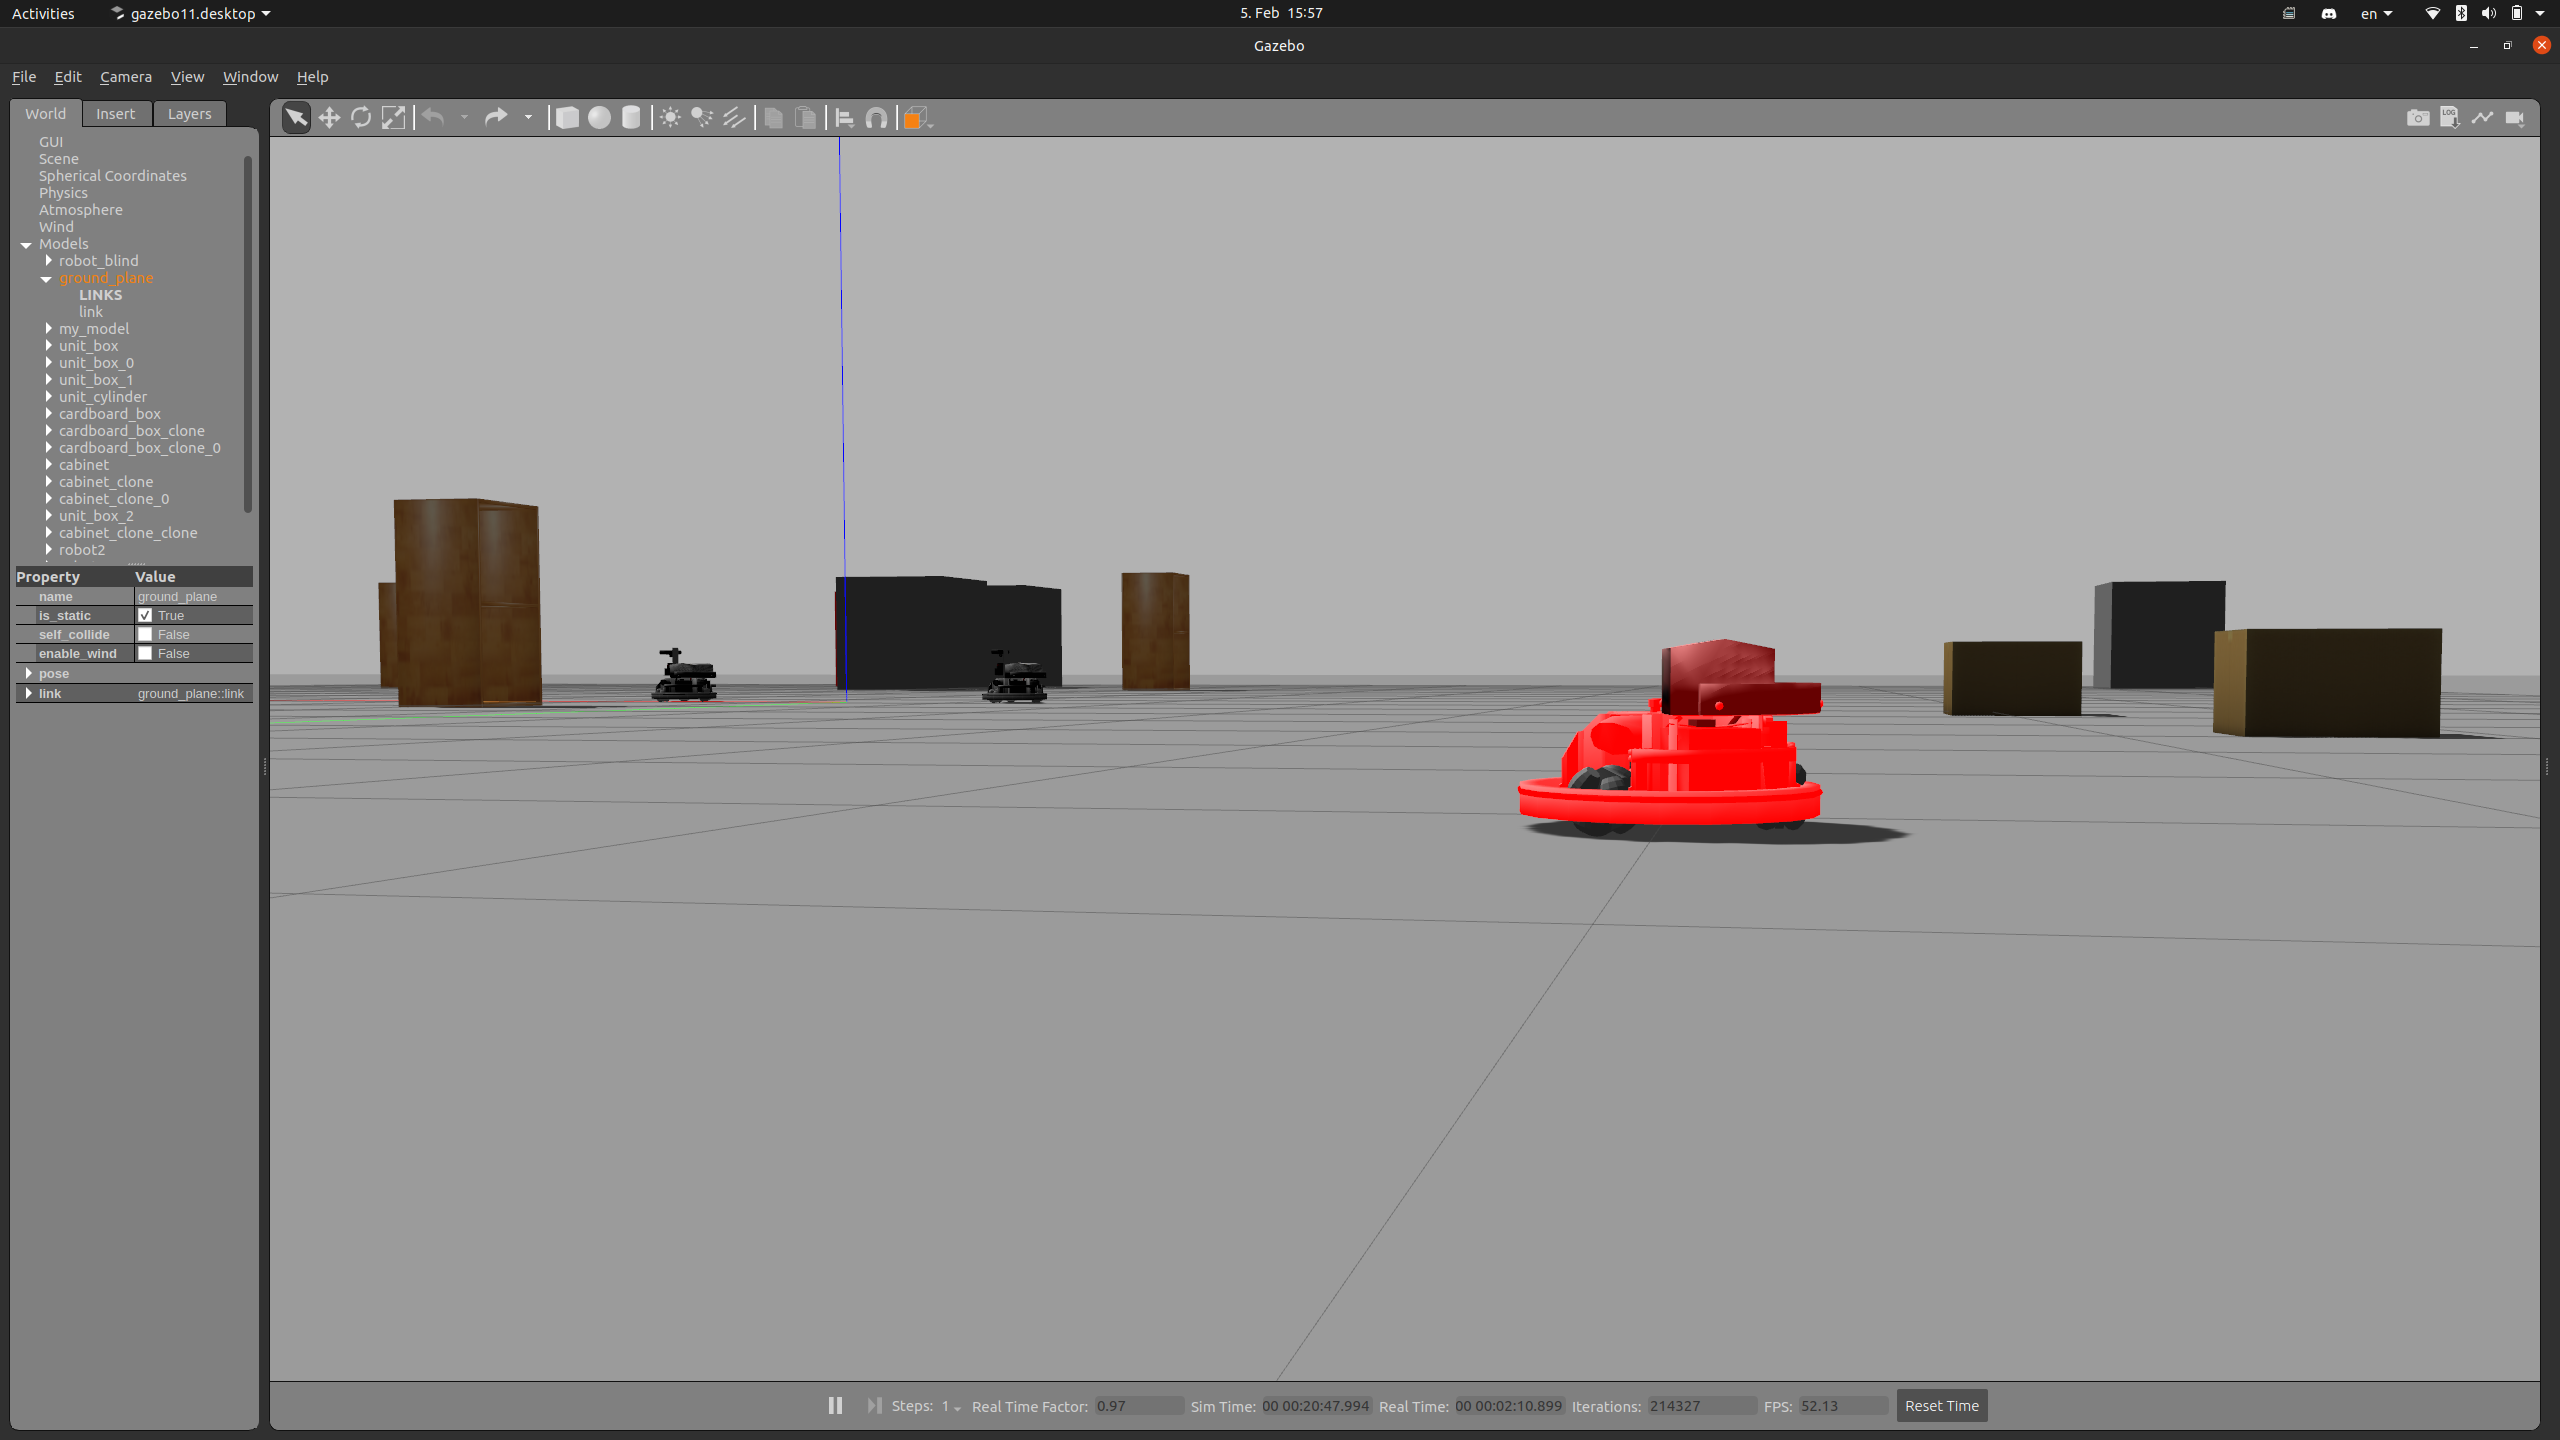 Activities gazebo11.desktop 5. Feb 15:57 en
Gazebo
File Edit Camera View Window Help
World Insert Layers
GUI
Scene
Spherical Coordinates
Physics
Atmosphere
Wind
Models
robot_blind
ground_plane
LINKS
link
my_model
unit_box
unit_box_0
unit_box_1
unit_cylinder
cardboard_box
cardboard_box_clone
cardboard_box_clone_0
cabinet
cabinet_clone
cabinet_clone_0
unit_box_2
cabinet_clone_clone
robot2
Property Value
name ground_plane
is_static True
self_collide False
enable_wind False
pose
link ground_plane::link
LOG
Steps: 1 Real Time Factor: 0.97 Sim Time: 00 00:20:47.994 Real Time: 00 00:02:10.899 Iterations: 214327 FPS: 52.13 Reset Time